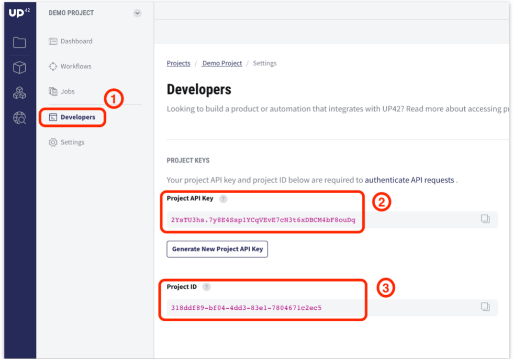 up42
DEMO PROJECT
Dashboard
Workflows
Jobs
1
Developers
Settings
Projects / Demo Project / Settings
Developers
Looking to build a product or automation that integrates with UP42? Read more about accessing
PROJECT KEYS
Your project API key and project ID below are required to authenticate API requests .
Project API Key ?
2
2YeTU3ha.7y8E4Sap1YCqVEvE7cN3t6xDBCM4bF8ouDq
Generate New Project API Key
Project ID ?
3
318ddf89-bf04-4dd3-83e1-7804671c2ec5